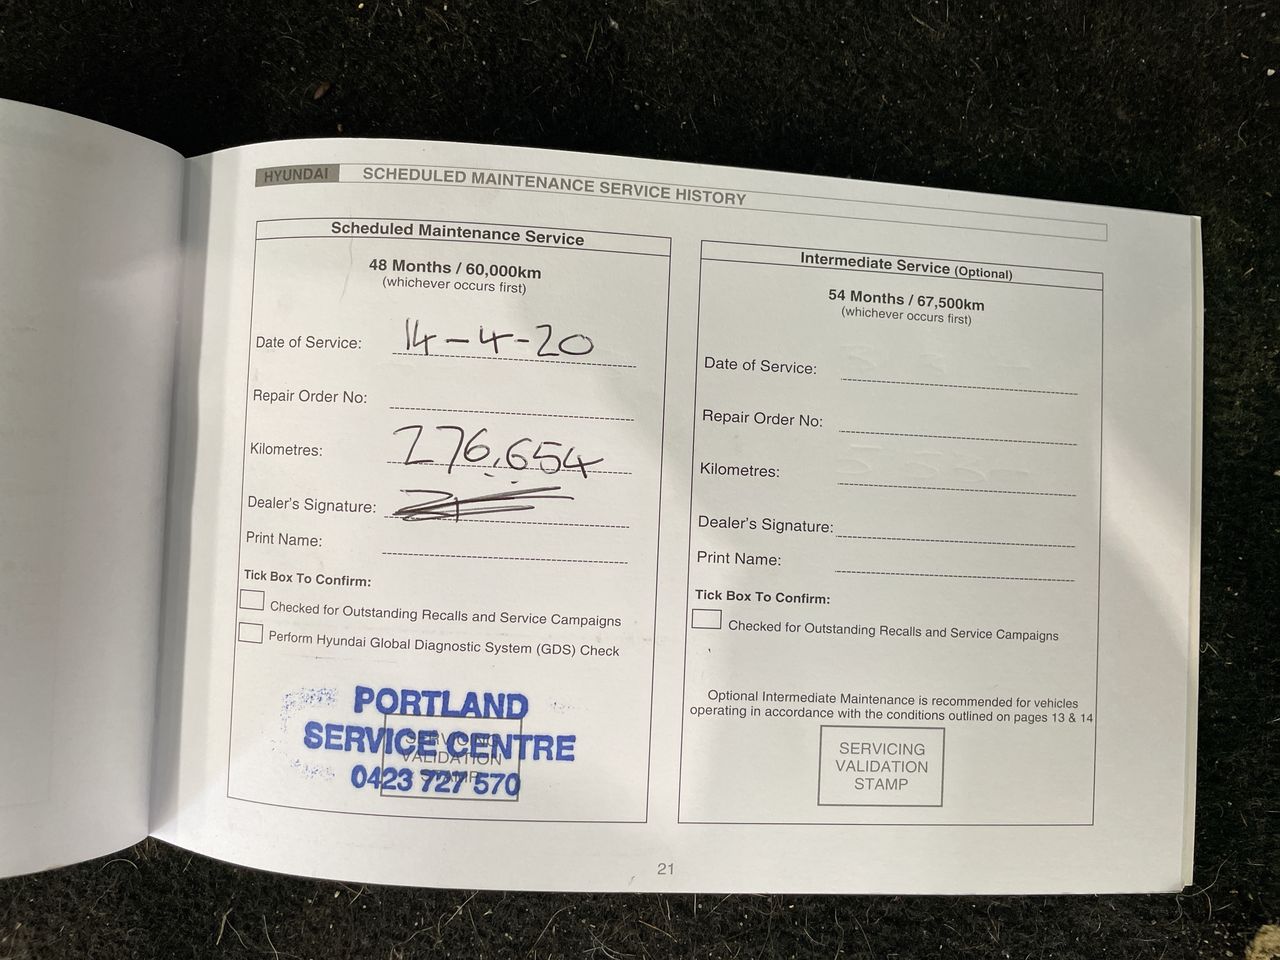 HYUNDAI SCHEDULED MAINTENANCE SERVICE HISTORY
Scheduled Maintenance Service
48 Months / 60,000km
(whichever occurs first)
Date of Service: 14-4-20
Repair Order No:
Kilometres: 276,654
Dealer's Signature:
Print Name:
Tick Box To Confirm:
Checked for Outstanding Recalls and Service Campaigns
Perform Hyundai Global Diagnostic System (GDS) Check
PORTLAND
SERVICE CENTRE
0423 727 570
SERVICING
VALIDATION
STAMP
Intermediate Service (Optional)
54 Months / 67,500km
(whichever occurs first)
Date of Service:
Repair Order No:
Kilometres:
Dealer's Signature:
Print Name:
Tick Box To Confirm:
Checked for Outstanding Recalls and Service Campaigns
Optional Intermediate Maintenance is recommended for vehicles
operating in accordance with the conditions outlined on pages 13 & 14
SERVICING
VALIDATION
STAMP
21